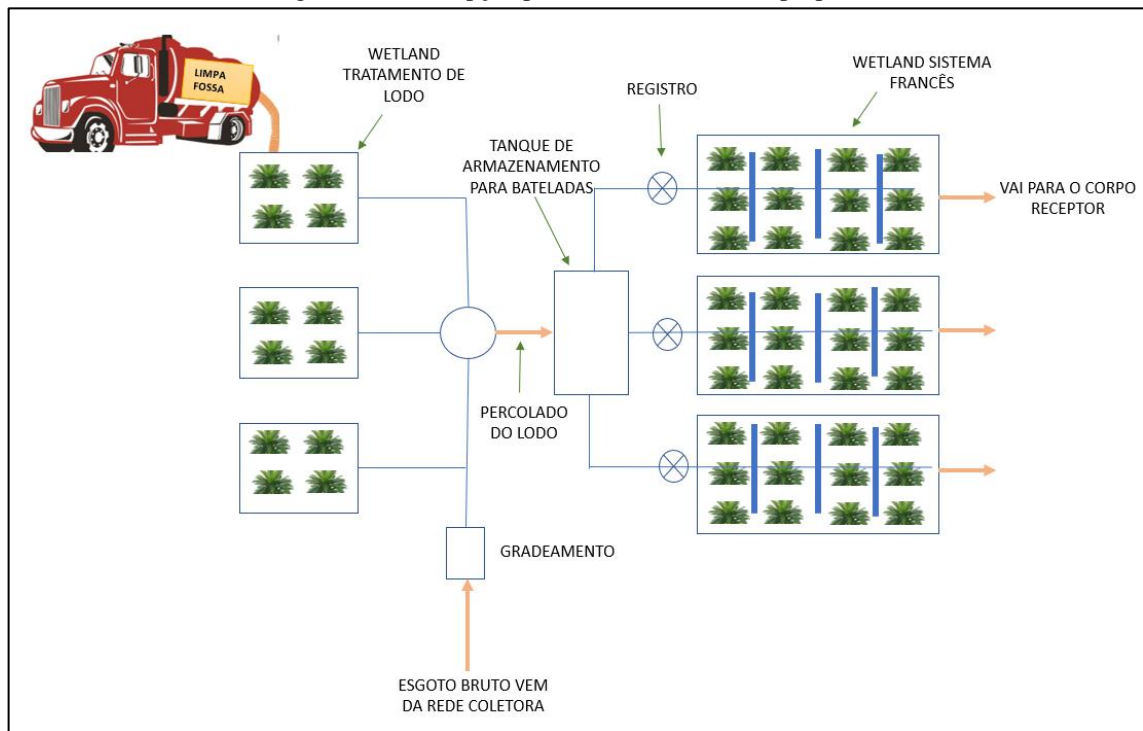 LIMPA
FOSSA
WETLAND
TRATAMENTO DE
LODO
TANQUE DE
ARMAZENAMENTO
PARA BATELADAS
REGISTRO
WETLAND SISTEMA
FRANCÊS
VAI PARA O CORPO
RECEPTOR
PERCOLADO
DO LODO
GRADEAMENTO
ESGOTO BRUTO VEM
DA REDE COLETORA